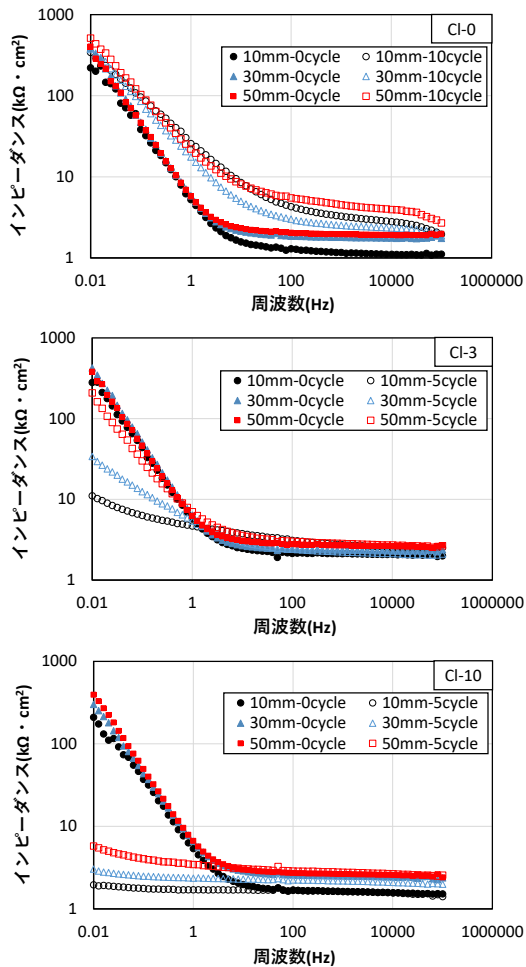 Cl-0
1000
100
10
1
インピーダンス(kΩ・cm²)
10mm-0cycle
10mm-10cycle
30mm-0cycle
30mm-10cycle
50mm-0cycle
50mm-10cycle
0.01
1
100
10000
1000000
周波数(Hz)
Cl-3
1000
100
10
1
インピーダンス(kΩ・cm²)
10mm-0cycle
10mm-5cycle
30mm-0cycle
30mm-5cycle
50mm-0cycle
50mm-5cycle
0.01
1
100
10000
1000000
周波数(Hz)
Cl-10
1000
100
10
1
インピーダンス(kΩ・cm²)
10mm-0cycle
10mm-5cycle
30mm-0cycle
30mm-5cycle
50mm-0cycle
50mm-5cycle
0.01
1
100
10000
1000000
周波数(Hz)